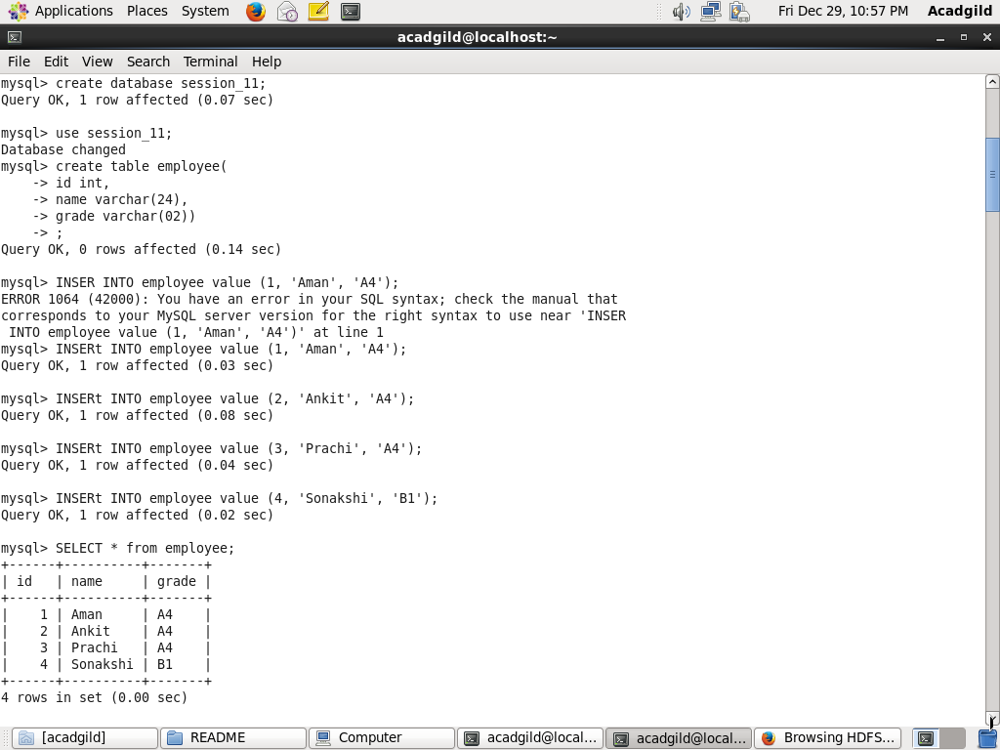 Applications Places System Fri Dec 29, 10:57 PM Acadgild
acadgild@localhost:~
File Edit View Search Terminal Help
mysql> create database session_11;
Query OK, 1 row affected (0.07 sec)
mysql> use session_11;
Database changed
mysql> create table employee(
    -> id int,
    -> name varchar(24),
    -> grade varchar(02))
    -> ;
Query OK, 0 rows affected (0.14 sec)
mysql> INSER INTO employee value (1, 'Aman', 'A4');
ERROR 1064 (42000): You have an error in your SQL syntax; check the manual that
corresponds to your MySQL server version for the right syntax to use near 'INSER
 INTO employee value (1, 'Aman', 'A4')' at line 1
mysql> INSERt INTO employee value (1, 'Aman', 'A4');
Query OK, 1 row affected (0.03 sec)
mysql> INSERt INTO employee value (2, 'Ankit', 'A4');
Query OK, 1 row affected (0.08 sec)
mysql> INSERt INTO employee value (3, 'Prachi', 'A4');
Query OK, 1 row affected (0.04 sec)
mysql> INSERt INTO employee value (4, 'Sonakshi', 'B1');
Query OK, 1 row affected (0.02 sec)
mysql> SELECT * from employee;
+------+----------+-------+
| id   | name     | grade |
+------+----------+-------+
|    1 | Aman     | A4    |
|    2 | Ankit    | A4    |
|    3 | Prachi   | A4    |
|    4 | Sonakshi | B1    |
+------+----------+-------+
4 rows in set (0.00 sec)
[acadgild] README Computer acadgild@local... acadgild@local... Browsing HDFS...